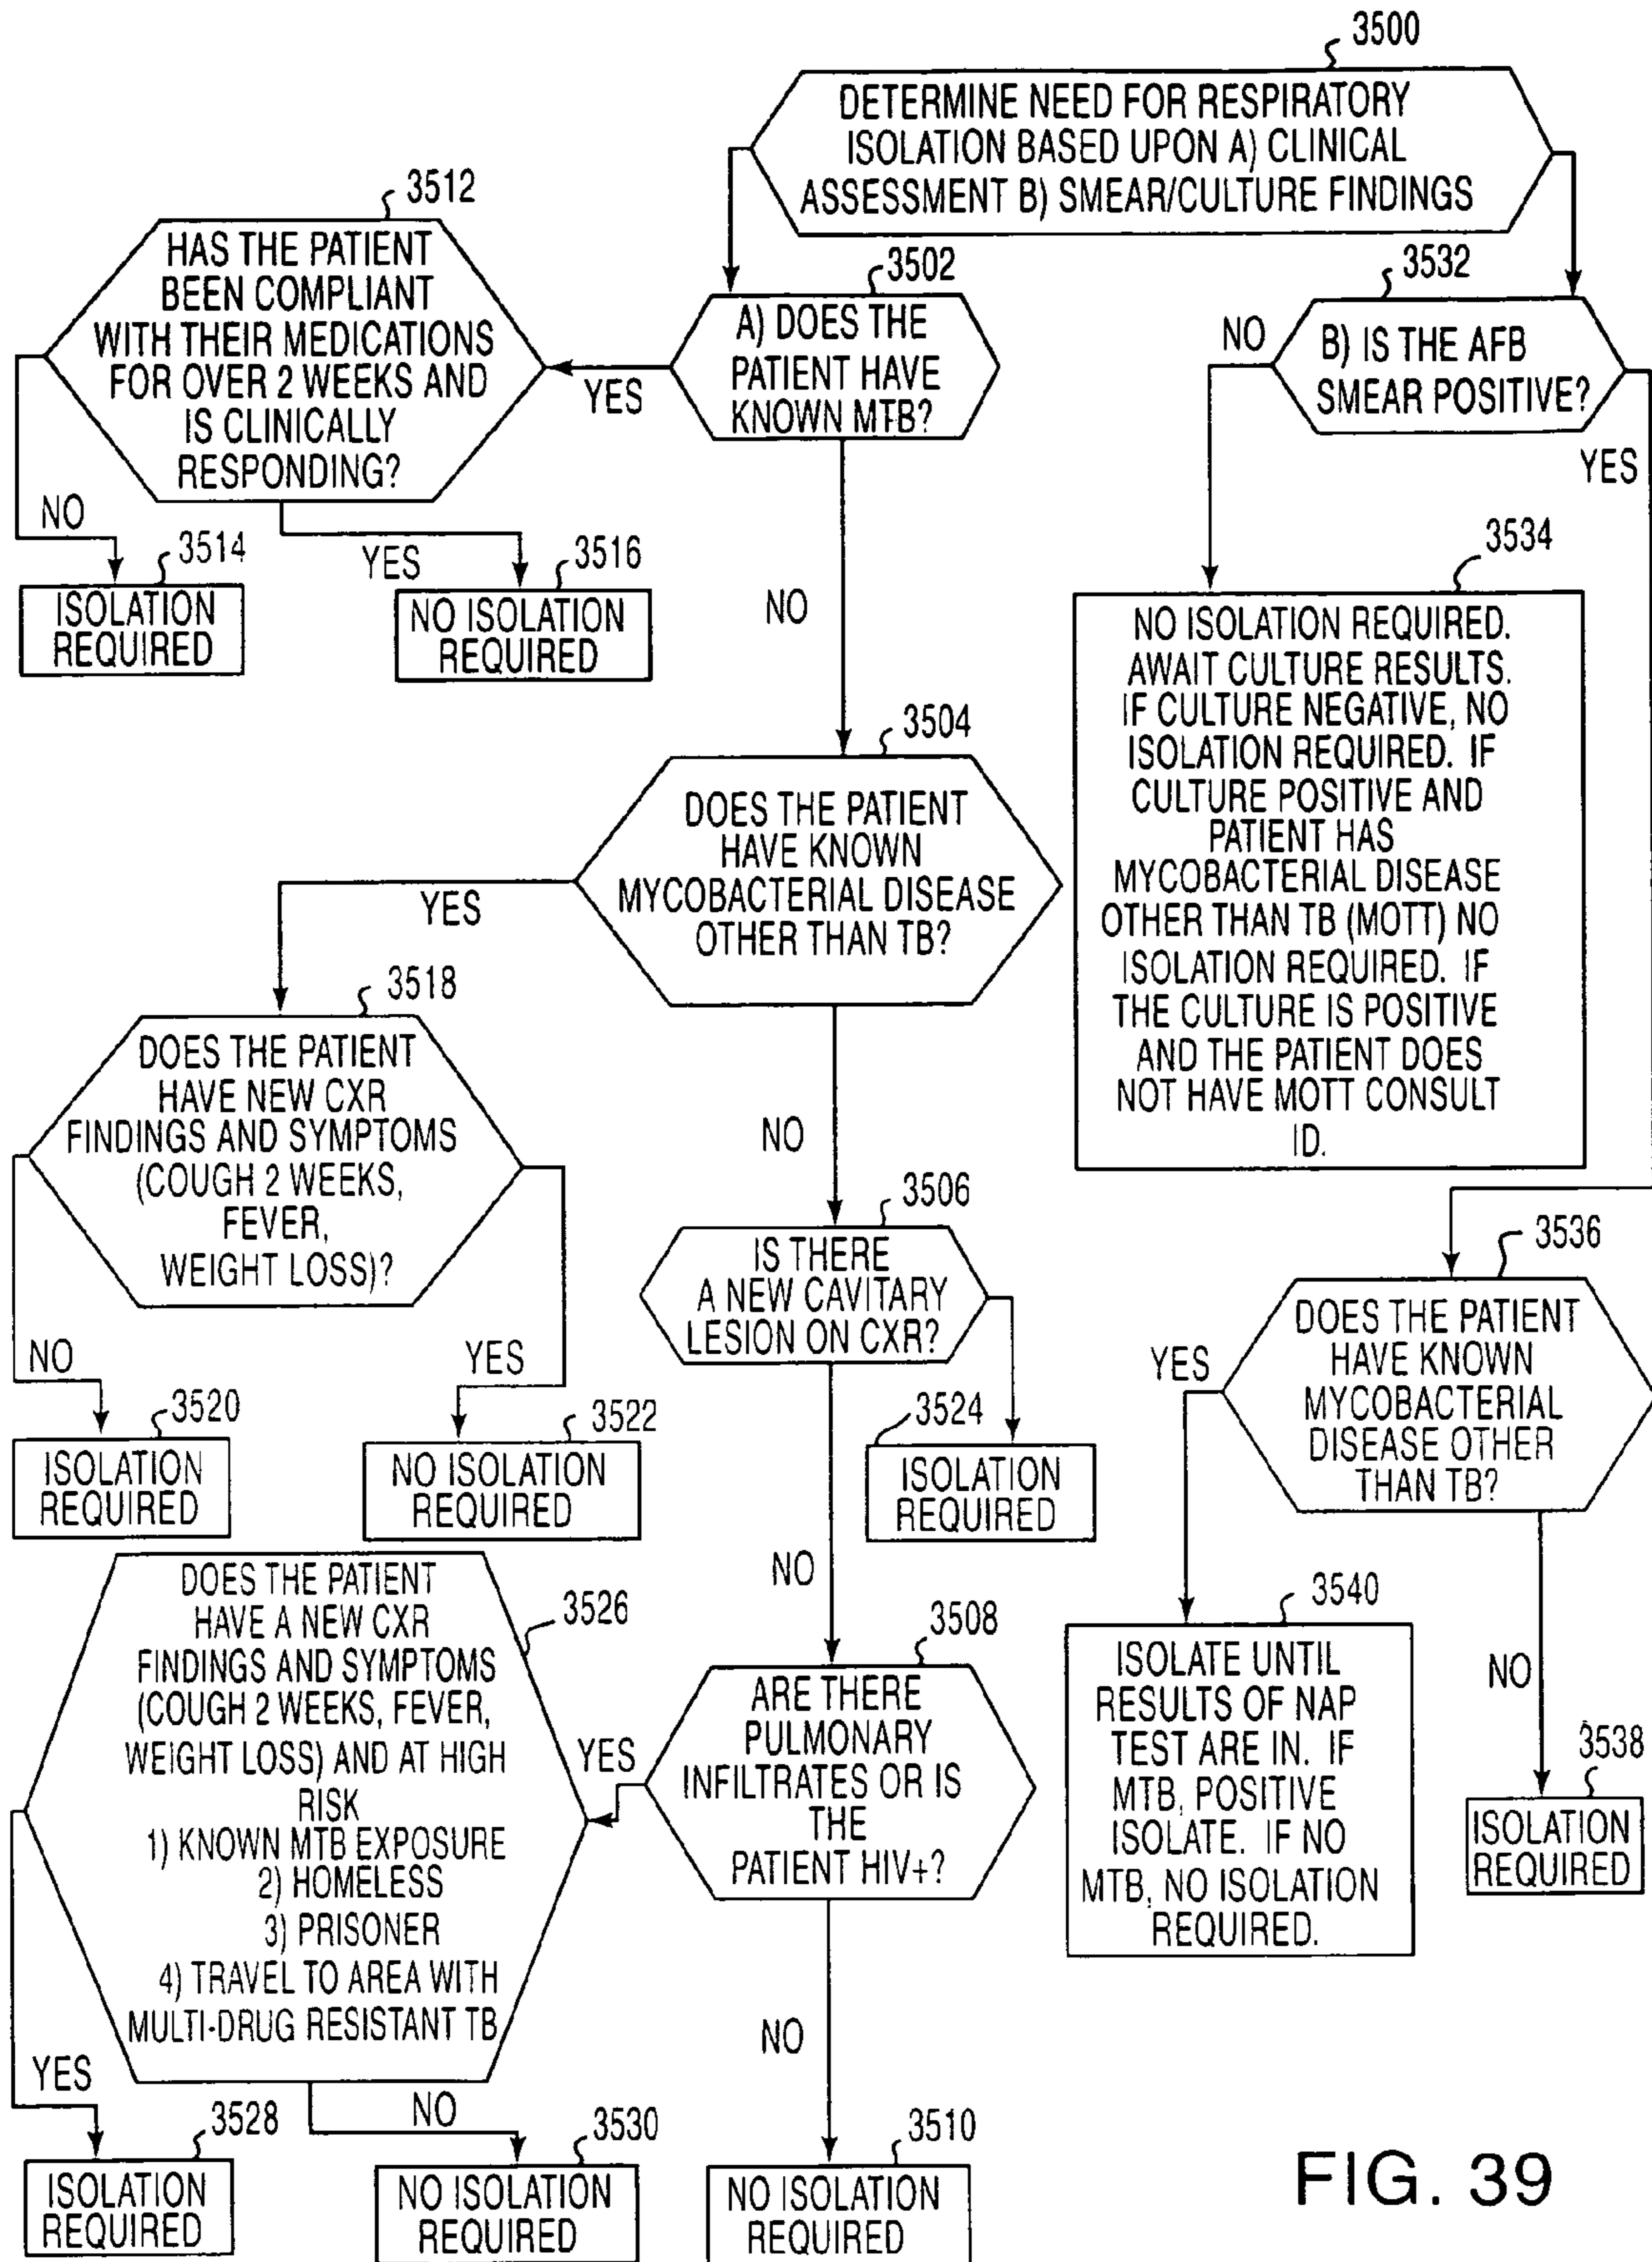 3500
DETERMINE NEED FOR RESPIRATORY
ISOLATION BASED UPON A) CLINICAL
ASSESSMENT B) SMEAR/CULTURE FINDINGS
3512
HAS THE PATIENT
BEEN COMPLIANT
WITH THEIR MEDICATIONS
FOR OVER 2 WEEKS AND
IS CLINICALLY
RESPONDING?
3502
A) DOES THE
PATIENT HAVE
KNOWN MTB?
3532
B) IS THE AFB
SMEAR POSITIVE?
YES
NO
YES
NO
3514
ISOLATION
REQUIRED
YES
3516
NO ISOLATION
REQUIRED
NO
3534
NO ISOLATION REQUIRED.
AWAIT CULTURE RESULTS.
IF CULTURE NEGATIVE, NO
ISOLATION REQUIRED. IF
CULTURE POSITIVE AND
PATIENT HAS
MYCOBACTERIAL DISEASE
OTHER THAN TB (MOTT) NO
ISOLATION REQUIRED. IF
THE CULTURE IS POSITIVE
AND THE PATIENT DOES
NOT HAVE MOTT CONSULT
ID.
3504
DOES THE PATIENT
HAVE KNOWN
MYCOBACTERIAL DISEASE
OTHER THAN TB?
YES
NO
3518
DOES THE PATIENT
HAVE NEW CXR
FINDINGS AND SYMPTOMS
(COUGH 2 WEEKS,
FEVER,
WEIGHT LOSS)?
NO
YES
3520
ISOLATION
REQUIRED
3522
NO ISOLATION
REQUIRED
3506
IS THERE
A NEW CAVITARY
LESION ON CXR?
3524
ISOLATION
REQUIRED
NO
3536
DOES THE PATIENT
HAVE KNOWN
MYCOBACTERIAL
DISEASE OTHER
THAN TB?
YES
NO
3540
ISOLATE UNTIL
RESULTS OF NAP
TEST ARE IN. IF
MTB, POSITIVE
ISOLATE. IF NO
MTB, NO ISOLATION
REQUIRED.
3538
ISOLATION
REQUIRED
3526
DOES THE PATIENT
HAVE A NEW CXR
FINDINGS AND SYMPTOMS
(COUGH 2 WEEKS, FEVER,
WEIGHT LOSS) AND AT HIGH
RISK
1) KNOWN MTB EXPOSURE
2) HOMELESS
3) PRISONER
4) TRAVEL TO AREA WITH
MULTI-DRUG RESISTANT TB
YES
3508
ARE THERE
PULMONARY
INFILTRATES OR IS
THE
PATIENT HIV+?
NO
YES
3528
ISOLATION
REQUIRED
NO
3530
NO ISOLATION
REQUIRED
3510
NO ISOLATION
REQUIRED
FIG. 39